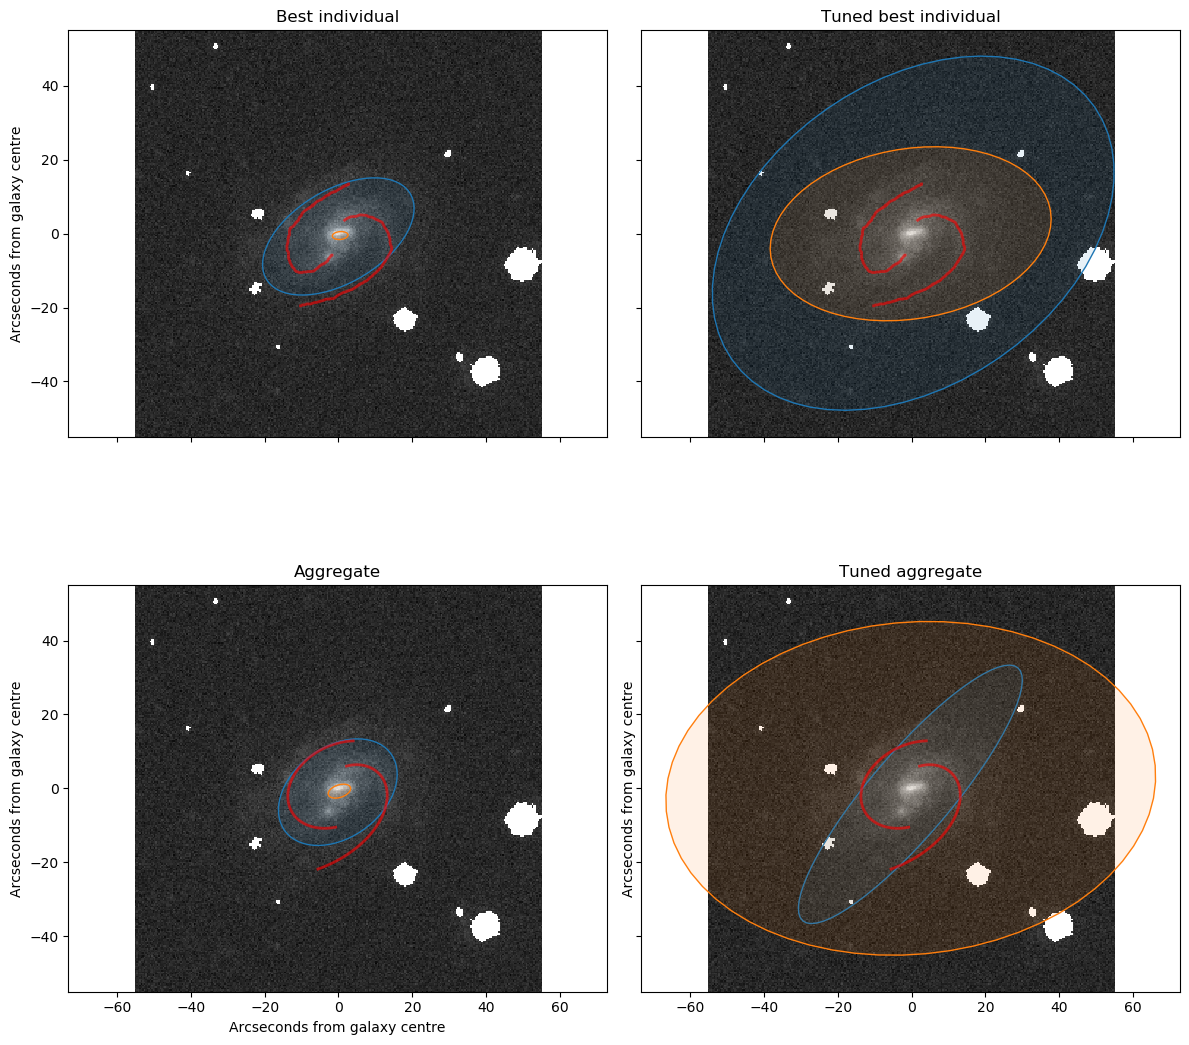 Best individual
Tuned best individual
Arcseconds from galaxy centre
40
20
0
−20
−40
Aggregate
Tuned aggregate
Arcseconds from galaxy centre
40
20
0
−20
−40
Arcseconds from galaxy centre
−60 −40 −20 0 20 40 60
−60 −40 −20 0 20 40 60
Arcseconds from galaxy centre